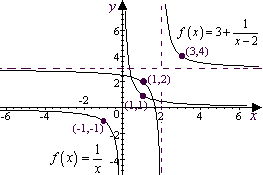 y
6
f(x)=3+1/(x-2)
4
(3,4)
(1,2)
-2
(1,1)
-6 -4 2 4 6 x
(-1,-1)
-2
f(x)=1/x
-4